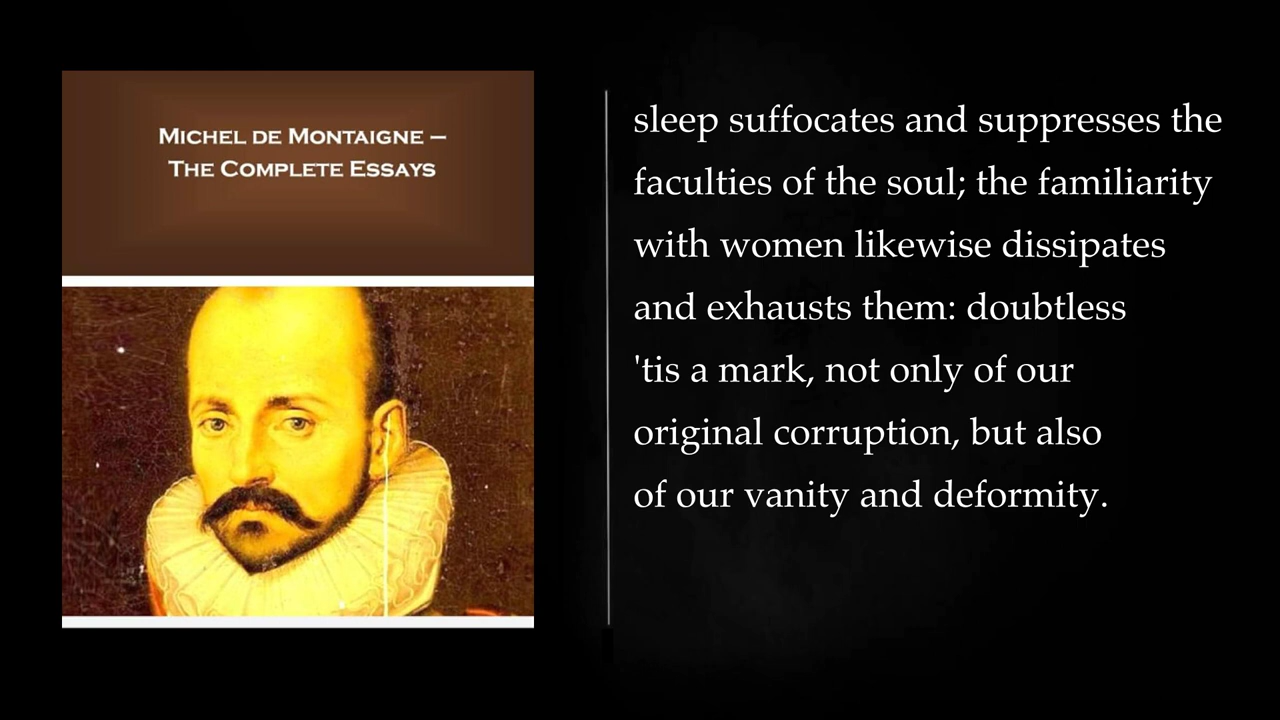 MICHEL DE MONTAIGNE –
THE COMPLETE ESSAYS
sleep suffocates and suppresses the
faculties of the soul; the familiarity
with women likewise dissipates
and exhausts them: doubtless
'tis a mark, not only of our
original corruption, but also
of our vanity and deformity.